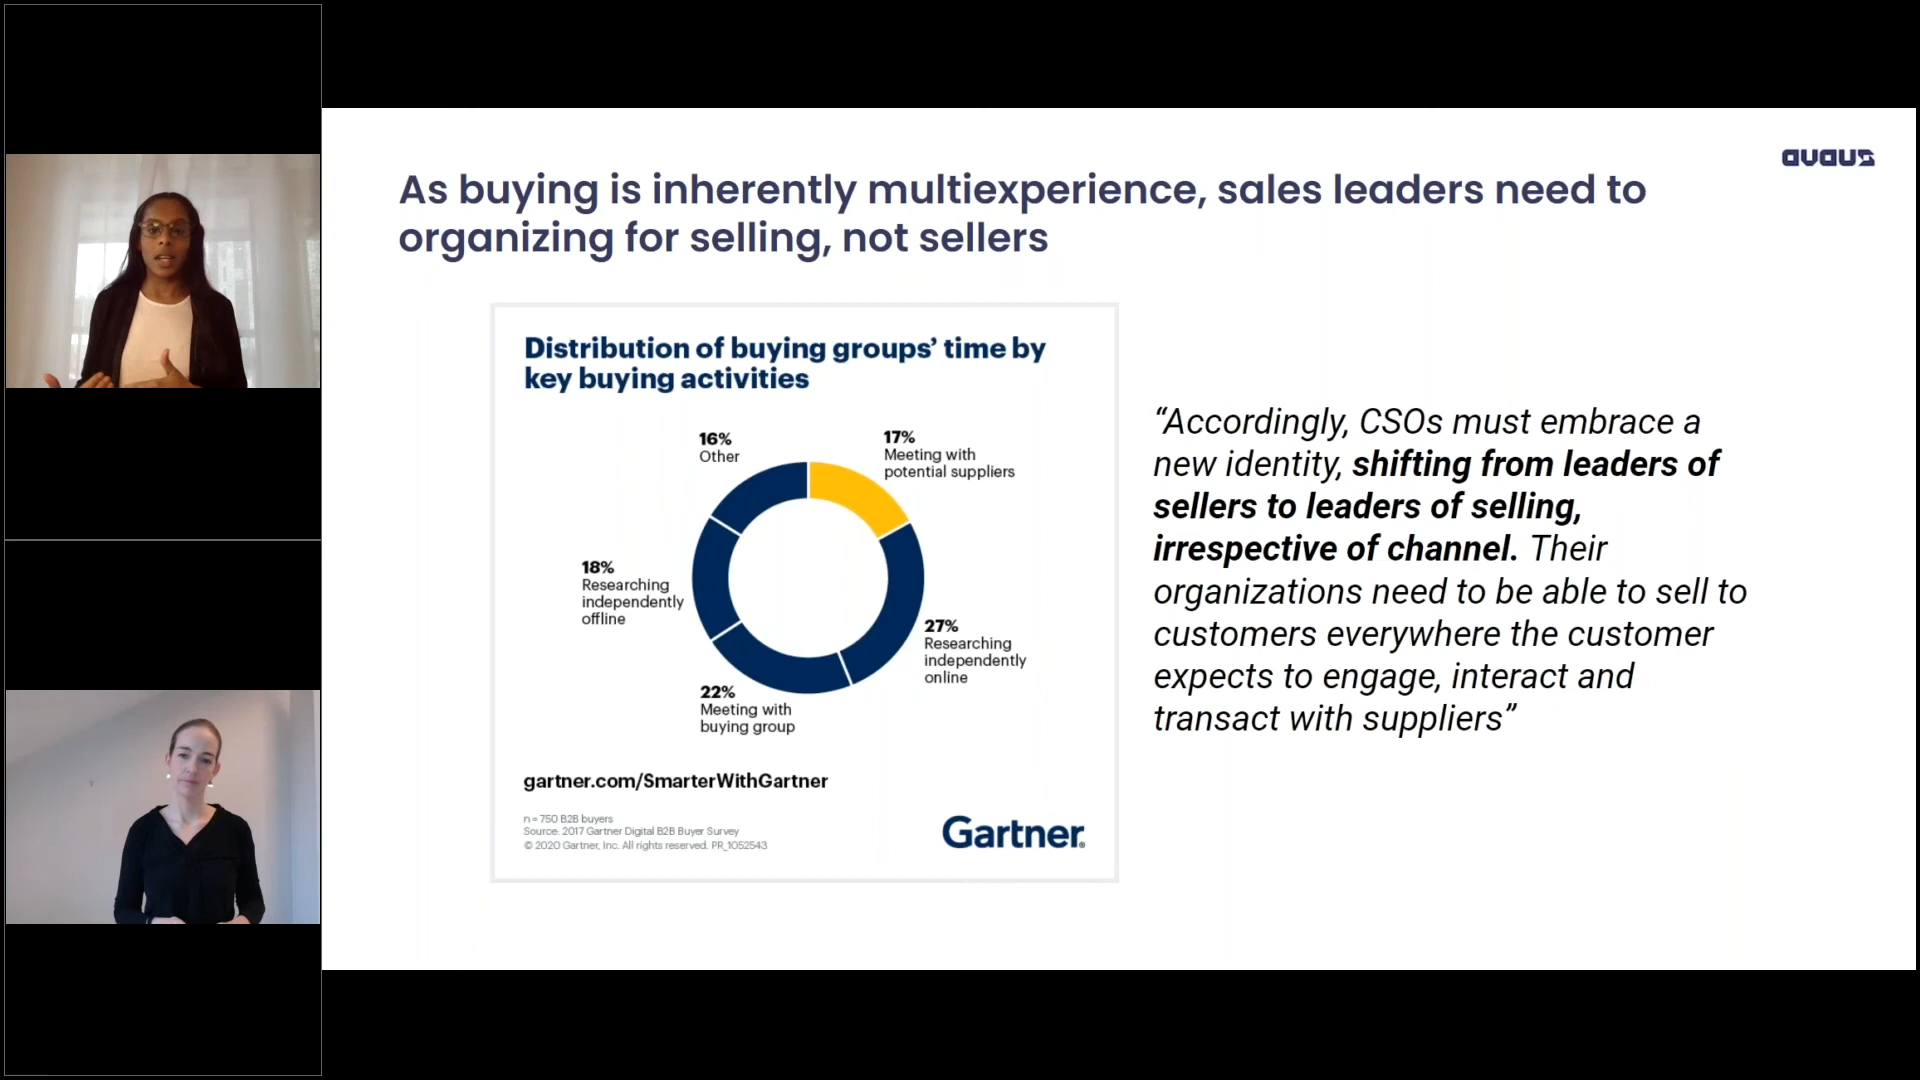 avaus
As buying is inherently multiexperience, sales leaders need to
organizing for selling, not sellers
Distribution of buying groups’ time by
key buying activities
16%
Other
17%
Meeting with
potential suppliers
18%
Researching
independently
offline
27%
Researching
independently
online
22%
Meeting with
buying group
gartner.com/SmarterWithGartner
n = 750 B2B buyers
Source: 2017 Gartner Digital B2B Buyer Survey
© 2020 Gartner, Inc. All rights reserved. PR_1052543
Gartner®
“Accordingly, CSOs must embrace a
new identity, shifting from leaders of
sellers to leaders of selling,
irrespective of channel. Their
organizations need to be able to sell to
customers everywhere the customer
expects to engage, interact and
transact with suppliers”